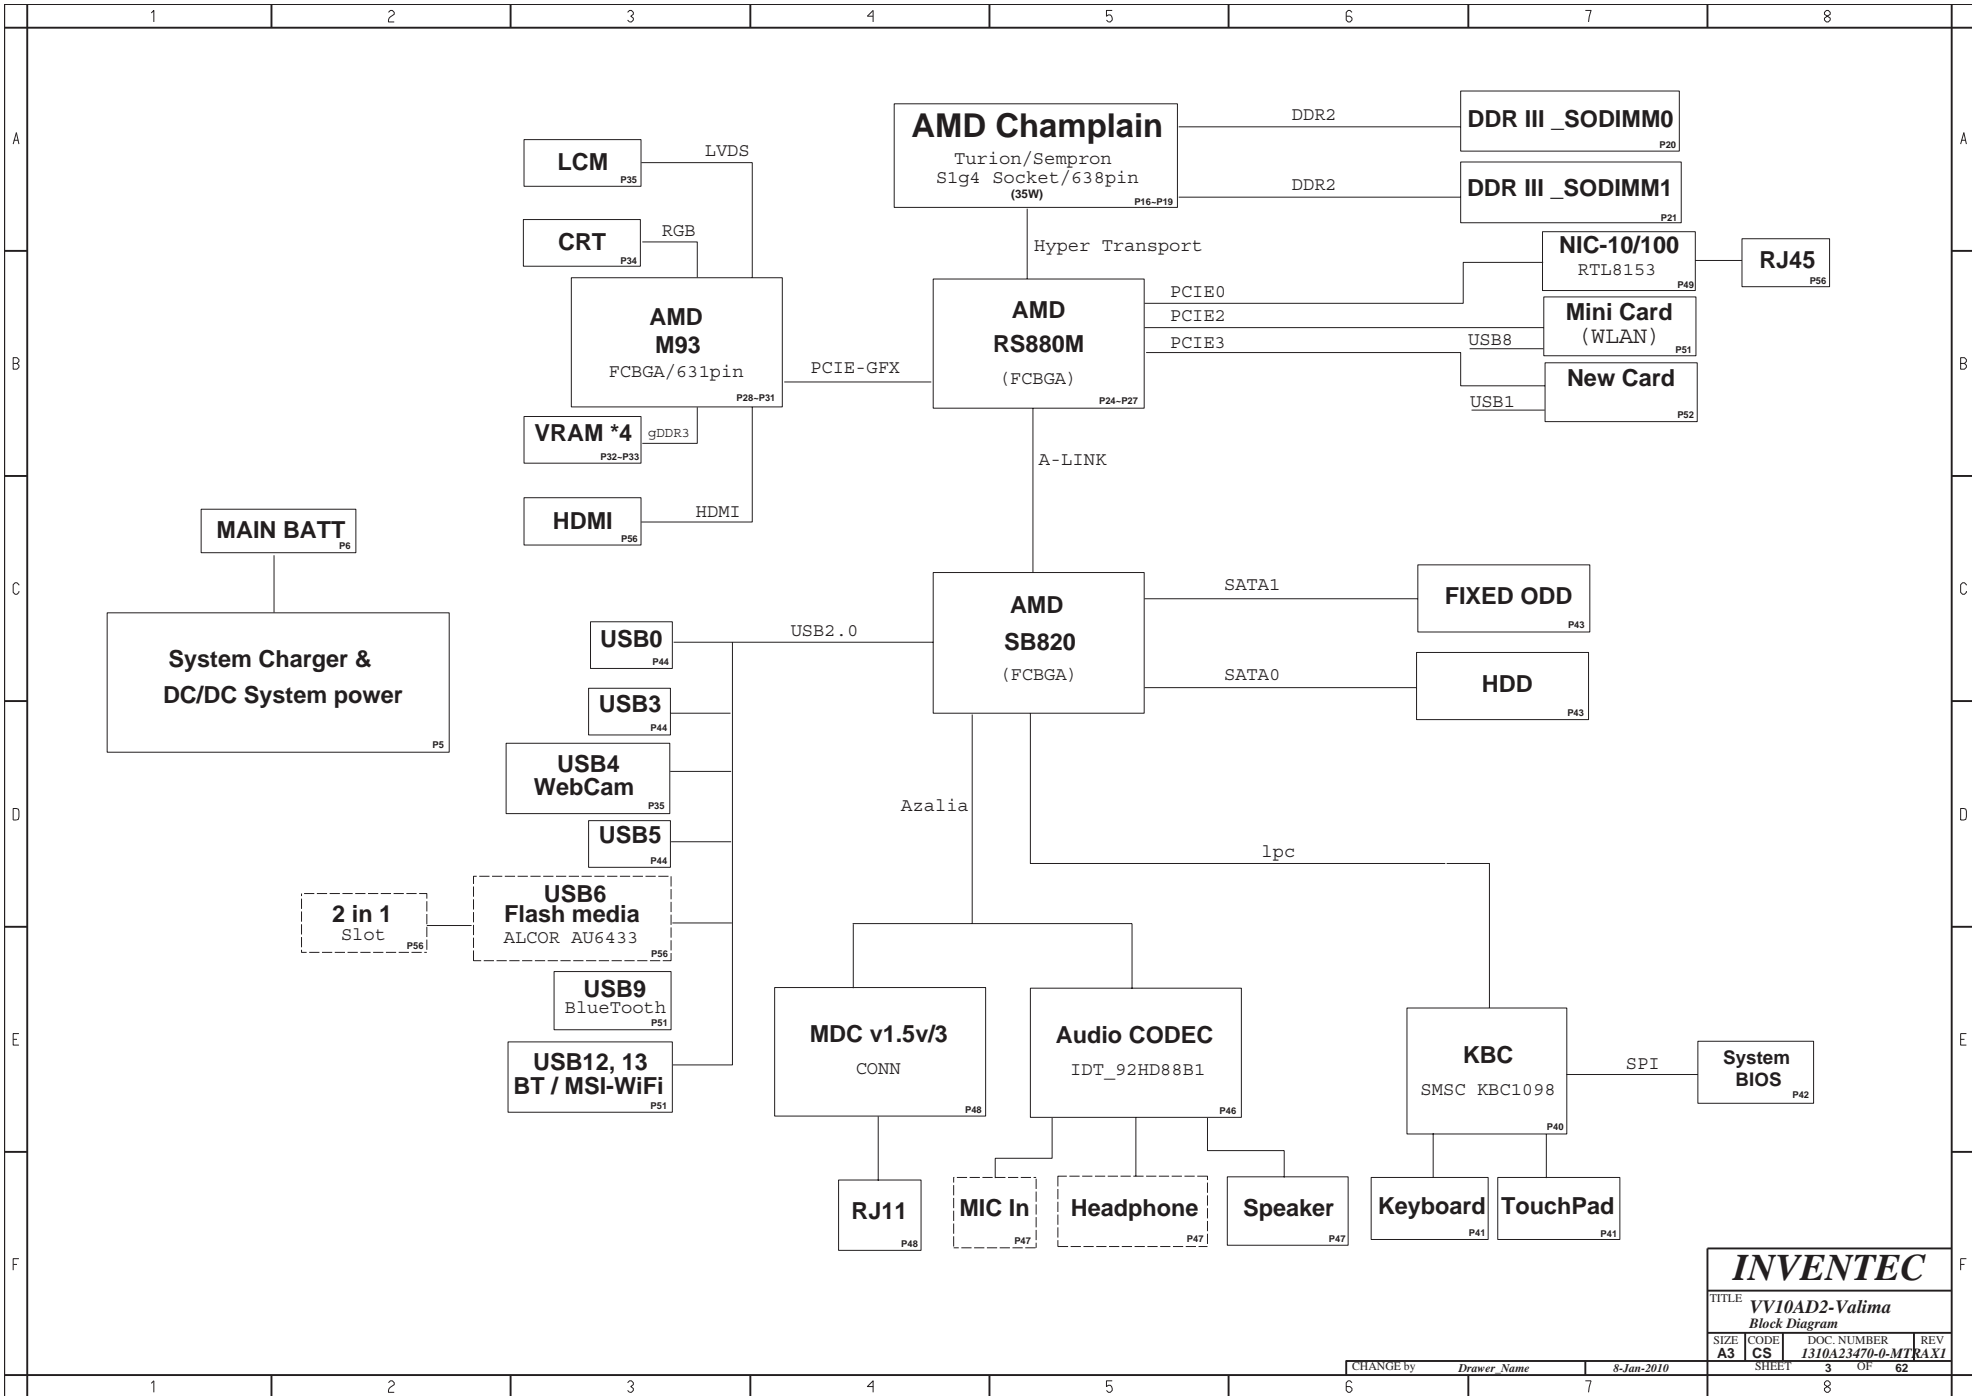 1 2 3 4 5 6 7 8
A A
B B
C C
D D
E E
F F
AMD Champlain
Turion/Sempron
S1g4 Socket/638pin
(35W)
P16~P19
DDR2
DDR III _SODIMM0
P20
DDR2
DDR III _SODIMM1
P21
LCM
P35
LVDS
CRT
P34
RGB
Hyper Transport
NIC-10/100
RTL8153
P49
RJ45
P56
AMD
M93
FCBGA/631pin
P28~P31
PCIE-GFX
AMD
RS880M
(FCBGA)
P24~P27
PCIE0
PCIE2
PCIE3
Mini Card
(WLAN)
P51
USB8
New Card
P52
USB1
VRAM *4
P32~P33
gDDR3
A-LINK
HDMI
P56
HDMI
MAIN BATT
P6
System Charger &
DC/DC System power
P5
AMD
SB820
(FCBGA)
SATA1
FIXED ODD
P43
SATA0
HDD
P43
USB2.0
USB0
P44
USB3
P44
USB4
WebCam
P35
USB5
P44
USB6
Flash media
ALCOR AU6433
P56
2 in 1
Slot
P56
USB9
BlueTooth
P51
USB12, 13
BT / MSI-WiFi
P51
Azalia
lpc
MDC v1.5v/3
CONN
P48
Audio CODEC
IDT_92HD88B1
P46
KBC
SMSC KBC1098
P40
SPI
System
BIOS
P42
RJ11
P48
MIC In
P47
Headphone
P47
Speaker
P47
Keyboard
P41
TouchPad
P41
INVENTEC
TITLE
VV10AD2-Valima
Block Diagram
SIZE CODE DOC. NUMBER REV
A3 CS 1310A23470-0-MTRAX1
CHANGE by Drawer_Name 8-Jan-2010 SHEET 3 OF 62
1 2 3 4 5 6 7 8